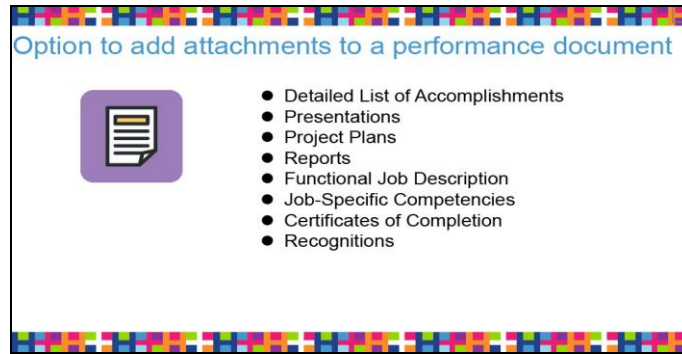 Option to add attachments to a performance document
● Detailed List of Accomplishments
● Presentations
● Project Plans
● Reports
● Functional Job Description
● Job-Specific Competencies
● Certificates of Completion
● Recognitions